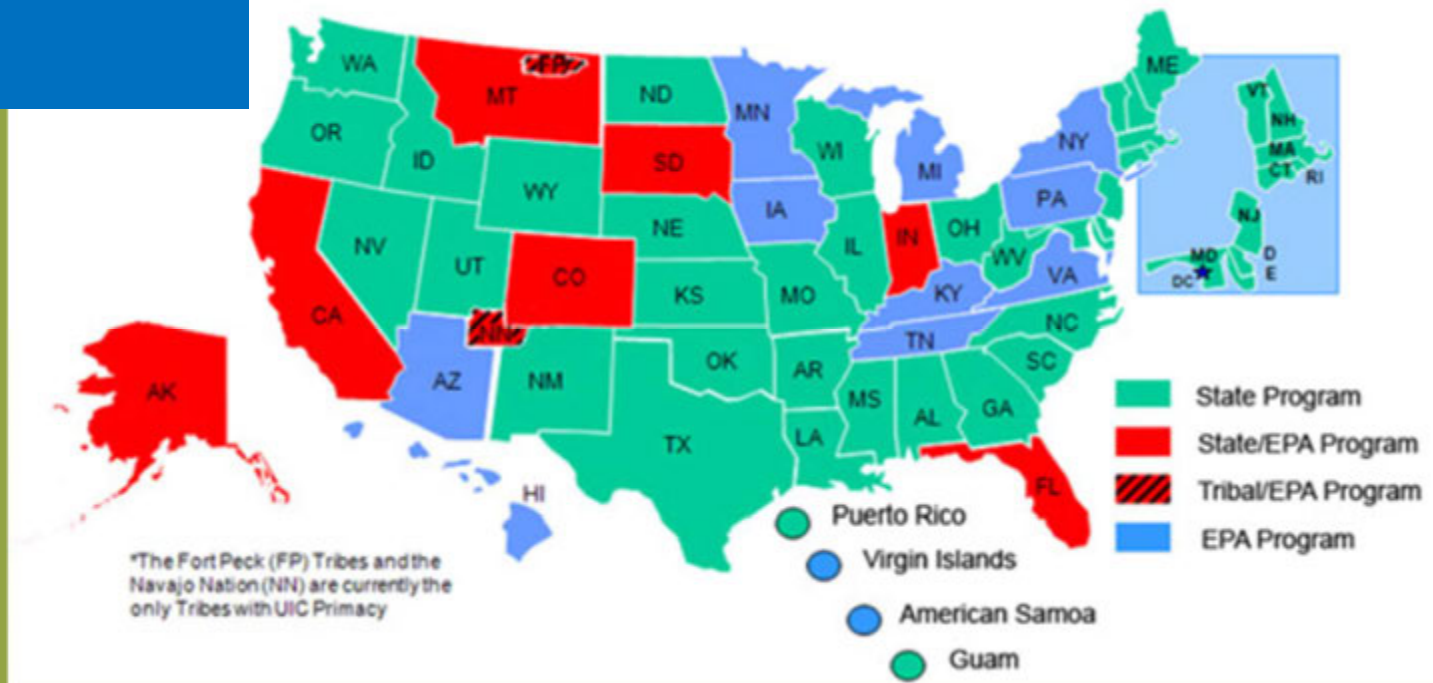 WA
MT
FP
ND
MN
ME
OR
ID
SD
WI
MI
NY
VT
NH
MA
CT
RI
WY
IA
PA
NV
UT
NE
IL
IN
OH
WV
VA
NJ
MD
D
E
DC
CA
CO
KS
MO
KY
NN
TN
NC
AK
AZ
NM
OK
AR
SC
TX
LA
MS
AL
GA
FL
HI
State Program
State/EPA Program
Tribal/EPA Program
EPA Program
Puerto Rico
Virgin Islands
American Samoa
Guam
*The Fort Peck (FP) Tribes and the
Navajo Nation (NN) are currently the
only Tribes with UIC Primacy